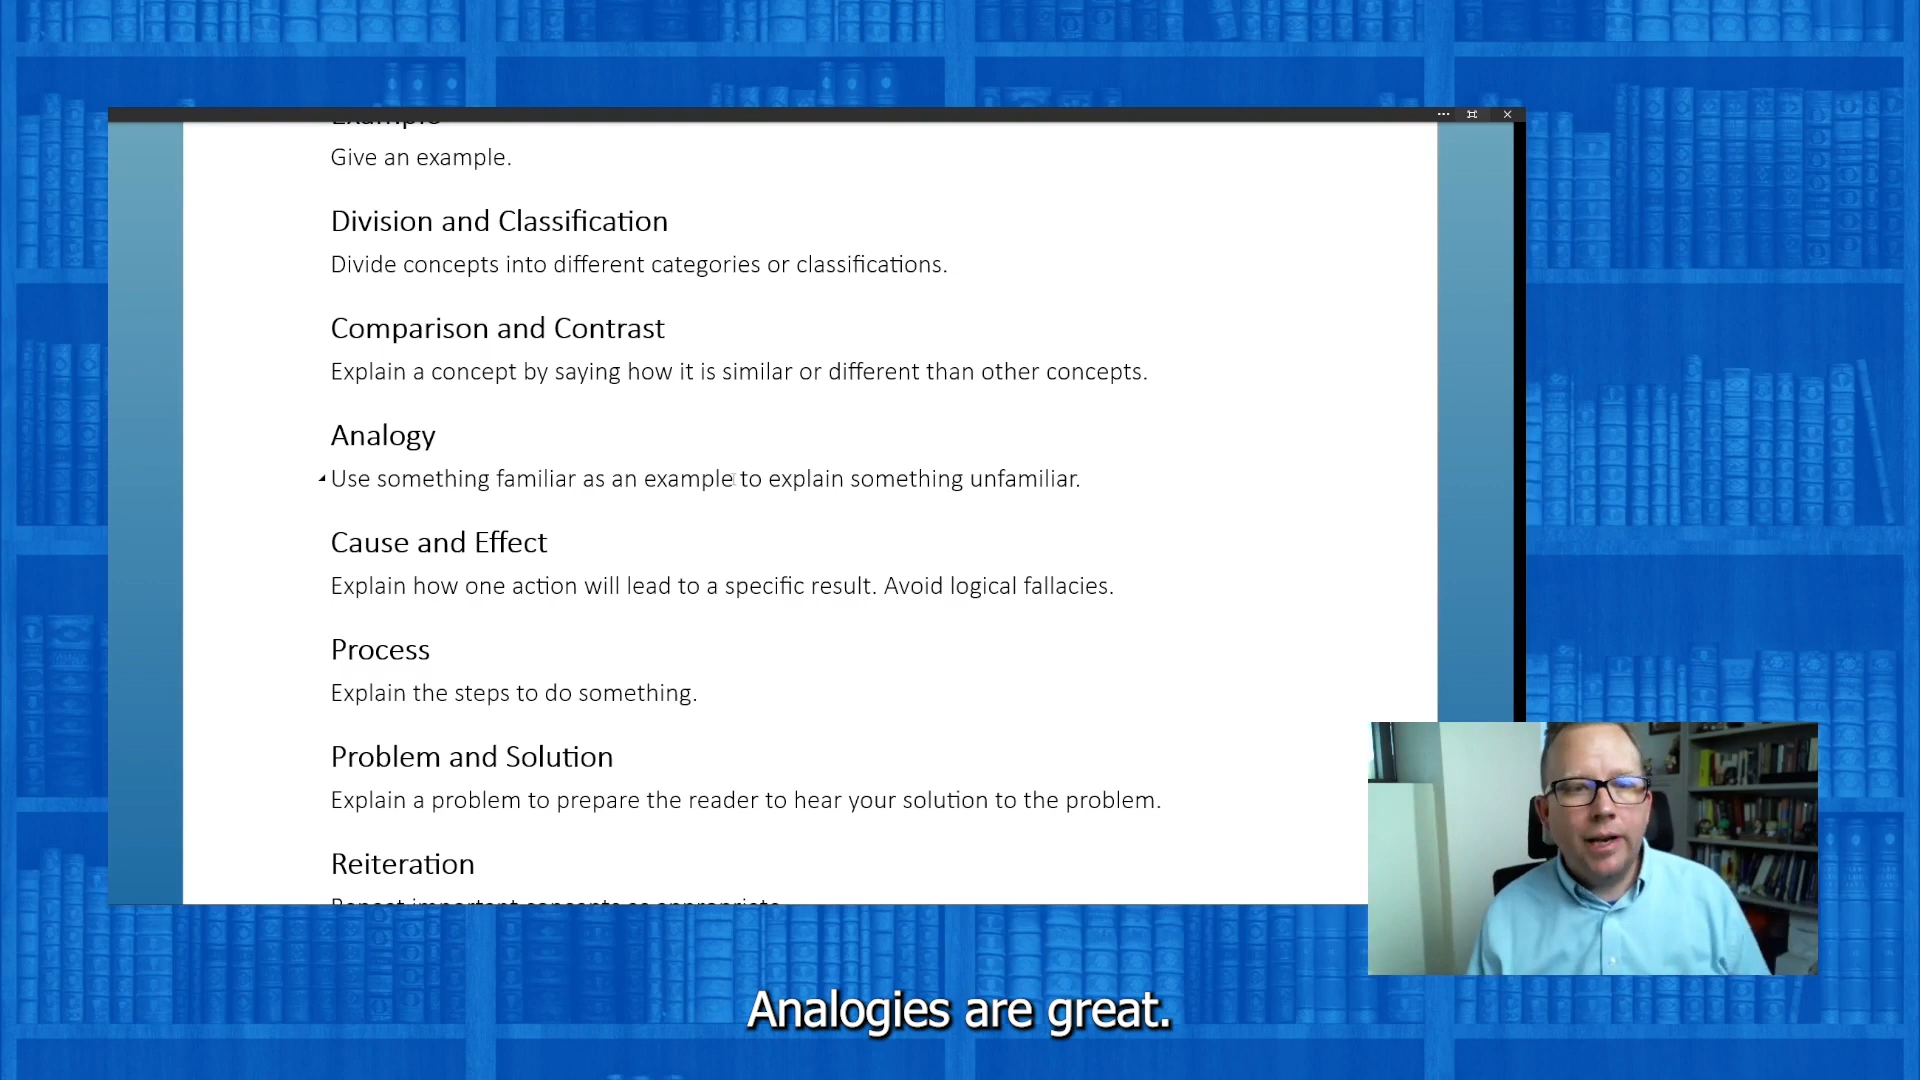 Example
Give an example.
Division and Classification
Divide concepts into different categories or classifications.
Comparison and Contrast
Explain a concept by saying how it is similar or different than other concepts.
Analogy
Use something familiar as an example to explain something unfamiliar.
Cause and Effect
Explain how one action will lead to a specific result. Avoid logical fallacies.
Process
Explain the steps to do something.
Problem and Solution
Explain a problem to prepare the reader to hear your solution to the problem.
Reiteration
Repeat important concepts as appropriate.
Analogies are great.